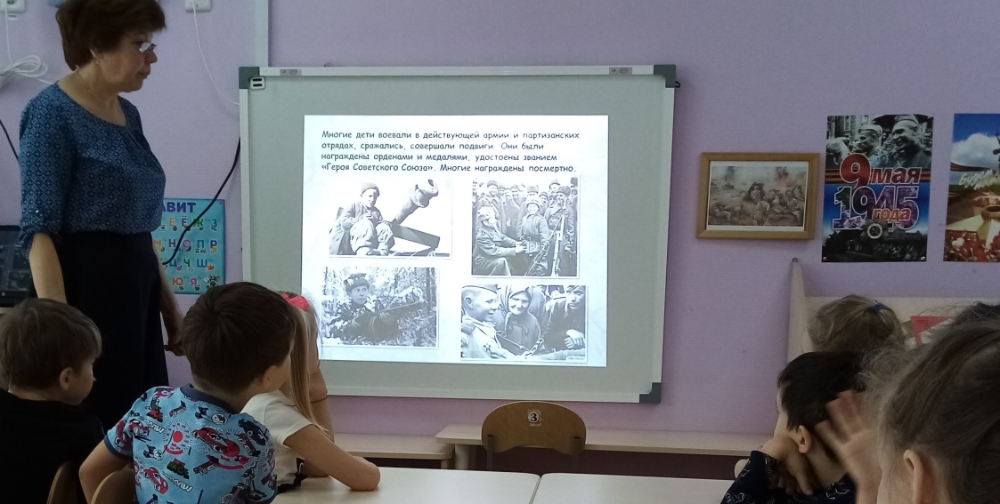 Многие дети воевали в действующей армии и партизанских
отрядах, сражались, совершали подвиги. Они были
награждены орденами и медалями, удостоены званием
«Героя Советского Союза». Многие награждены посмертно.
9 мая
1945
года
АВИТ
Е Ё Ж З
3